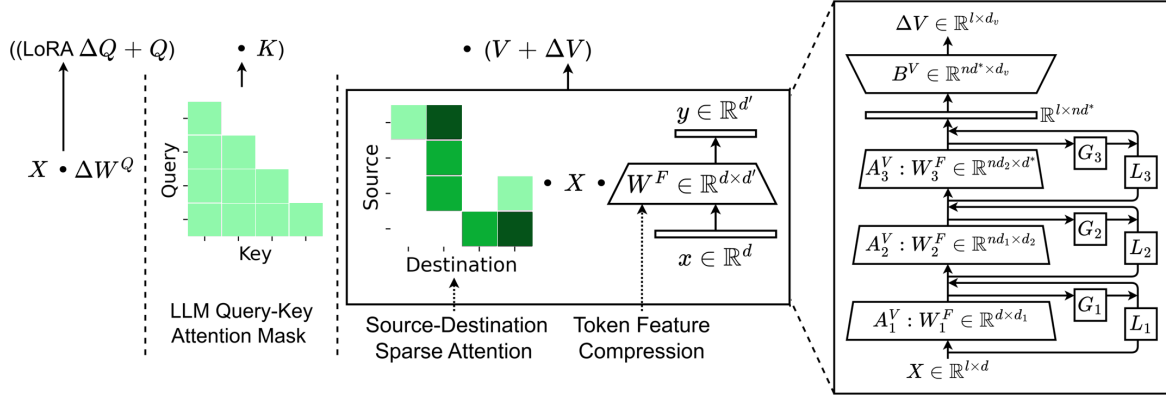 ((LoRA ΔQ + Q)
• K)
• (V + ΔV)
X • ΔW^Q
Query
Key
LLM Query-Key
Attention Mask
Source
Destination
• X •
y ∈ ℝ^{d′}
W^F ∈ ℝ^{d×d′}
x ∈ ℝ^d
Source-Destination
Sparse Attention
Token Feature
Compression
ΔV ∈ ℝ^{l×d_v}
B^V ∈ ℝ^{nd*×d_v}
ℝ^{l×nd*}
A_3^V : W_3^F ∈ ℝ^{nd_2×d*}
G_3
L_3
A_2^V : W_2^F ∈ ℝ^{nd_1×d_2}
G_2
L_2
A_1^V : W_1^F ∈ ℝ^{d×d_1}
G_1
L_1
X ∈ ℝ^{l×d}